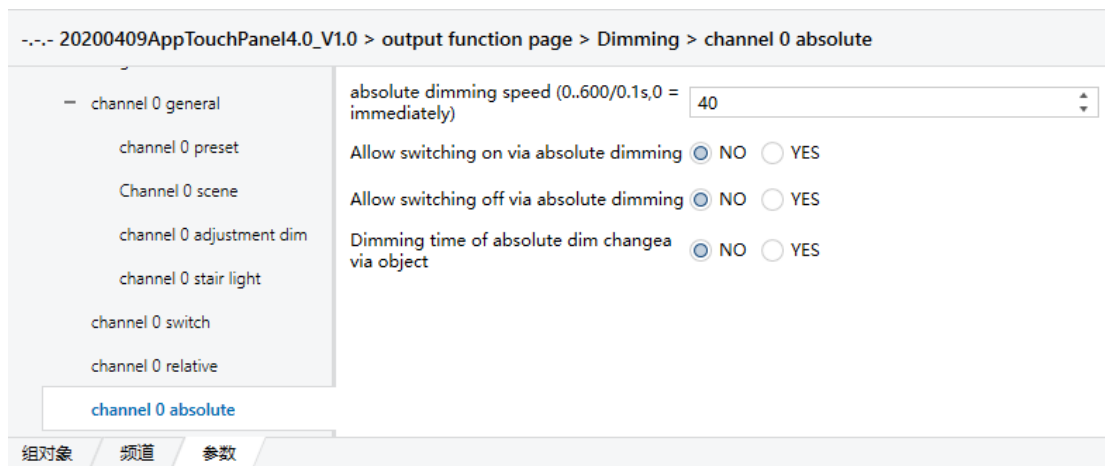 -.-.- 20200409AppTouchPanel4.0_V1.0 > output function page > Dimming > channel 0 absolute
channel 0 general
channel 0 preset
Channel 0 scene
channel 0 adjustment dim
channel 0 stair light
channel 0 switch
channel 0 relative
channel 0 absolute
absolute dimming speed (0..600/0.1s,0 =
immediately)
40
Allow switching on via absolute dimming NO YES
Allow switching off via absolute dimming NO YES
Dimming time of absolute dim changea
via object
NO YES
组对象 频道 参数